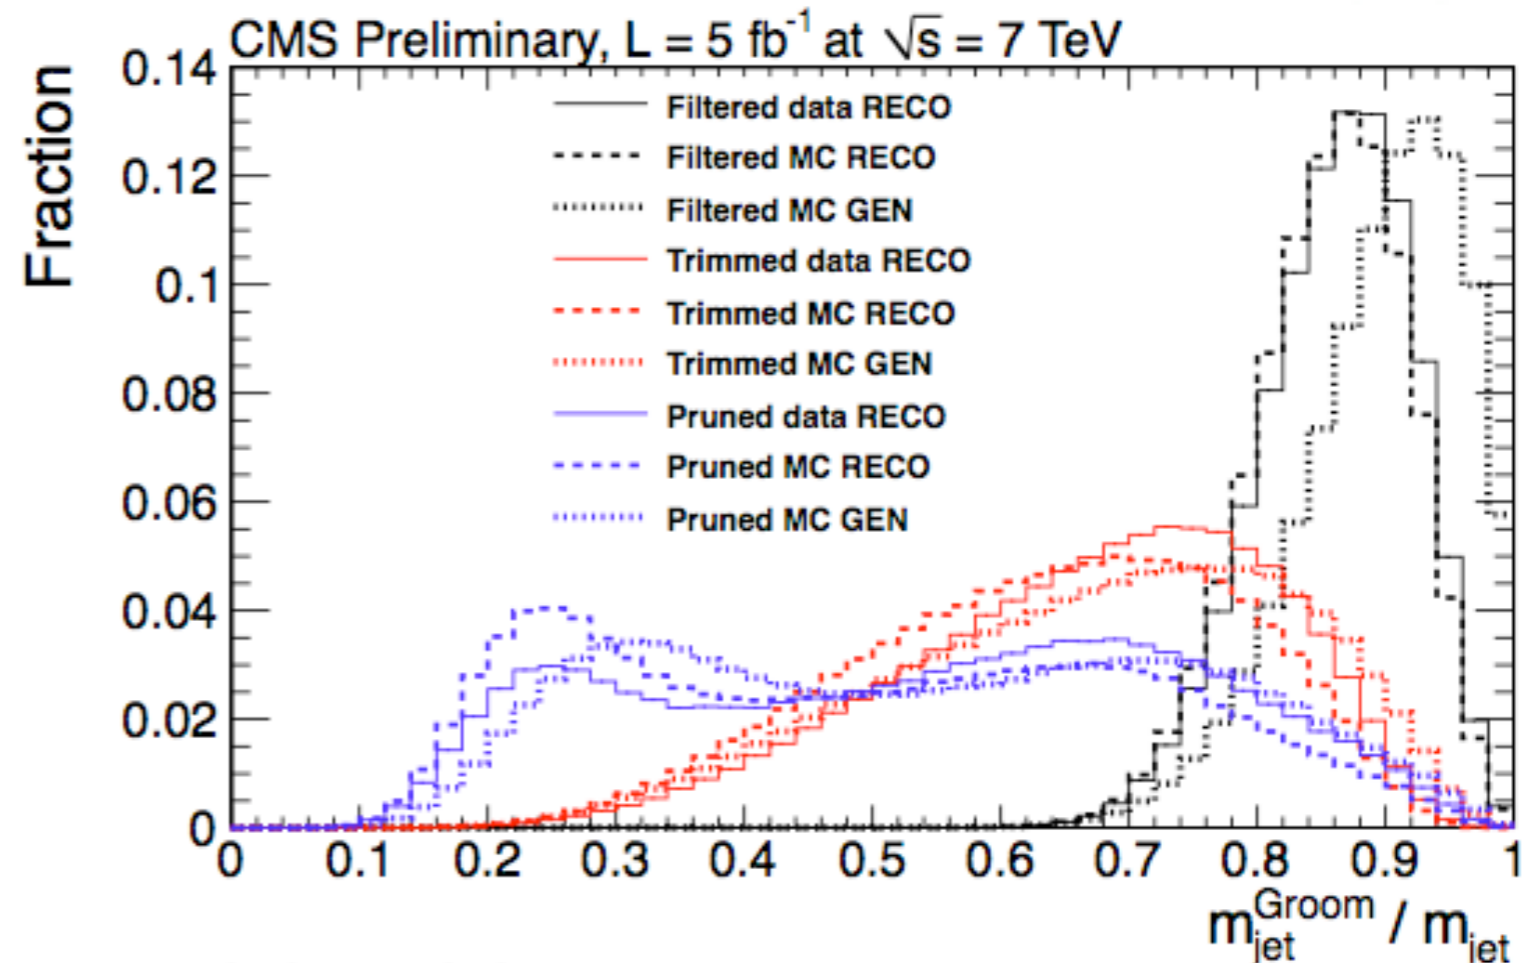 CMS Preliminary, L = 5 fb⁻¹ at √s = 7 TeV
Fraction
0.14
0.12
0.1
0.08
0.06
0.04
0.02
0
Filtered data RECO
Filtered MC RECO
Filtered MC GEN
Trimmed data RECO
Trimmed MC RECO
Trimmed MC GEN
Pruned data RECO
Pruned MC RECO
Pruned MC GEN
0 0.1 0.2 0.3 0.4 0.5 0.6 0.7 0.8 0.9 1
m_jet^Groom / m_jet